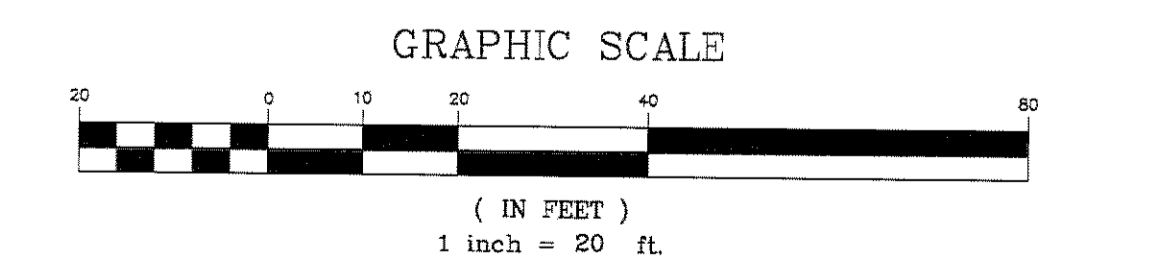 GRAPHIC SCALE
20 0 10 20 40 80
( IN FEET )
1 inch = 20 ft.